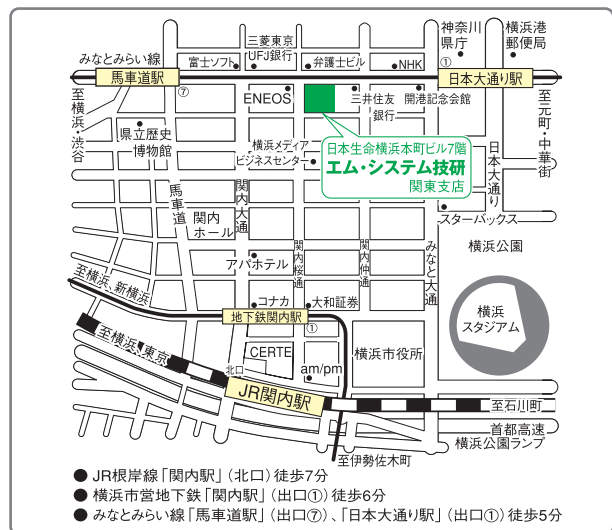 神奈川
県庁
横浜港
郵便局
三菱東京
UFJ銀行
みなとみらい線
富士ソフト
弁護士ビル
NHK
①
馬車道駅
日本大通り駅
⑦
ENEOS
三井住友
銀行
開港記念会館
至横浜・渋谷
至元町・中華街
県立歴史
博物館
横浜メディア
ビジネスセンター
日本生命横浜本町ビル7階
エム・システム技研
関東支店
日本大通り
馬車道
関内大通
関内
ホール
スターバックス
アパホテル
関内桜通
関内仲通
みなと大通
横浜公園
至横浜、新横浜
コナカ
大和証券
地下鉄関内駅
①
横浜
スタジアム
至横浜、東京
北口
CERTE
am/pm
横浜市役所
JR関内駅
至石川町
首都高速
横浜公園ランプ
至伊勢佐木町
● JR根岸線「関内駅」(北口)徒歩7分
● 横浜市営地下鉄「関内駅」(出口①)徒歩6分
● みなとみらい線「馬車道駅」(出口⑦)、「日本大通り駅」(出口①)徒歩5分